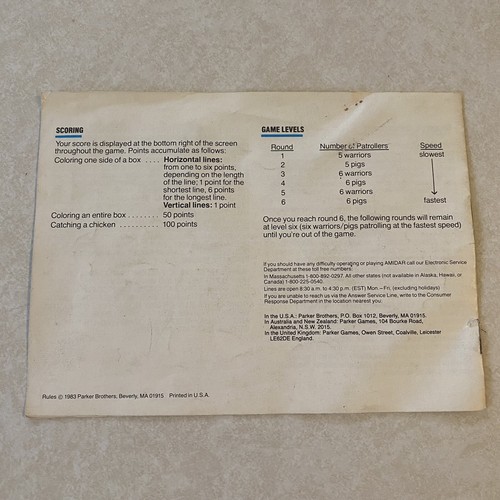 SCORING
Your score is displayed at the bottom right of the screen
throughout the game. Points accumulate as follows:
Coloring one side of a box .... Horizontal lines:
from one to six points,
depending on the length
of the line; 1 point for the
shortest line, 6 points
for the longest line.
Vertical lines: 1 point
Coloring an entire box ........ 50 points
Catching a chicken .......... 100 points
Rules © 1983 Parker Brothers, Beverly, MA 01915 Printed in U.S.A.
GAME LEVELS
Round Number of Patrollers Speed
1 5 warriors slowest
2 5 pigs
3 6 warriors
4 6 pigs
5 6 warriors
6 6 pigs fastest
Once you reach round 6, the following rounds will remain
at level six (six warriors/pigs patrolling at the fastest speed)
until you're out of the game.
If you should have any difficulty operating or playing AMIDAR call our Electronic Service
Department at these toll free numbers:
In Massachusetts 1-800-892-0297. All other states (not available in Alaska, Hawaii, or
Canada) 1-800-225-0540.
Lines are open 8:30 a.m. to 4:30 p.m. (EST) Mon.–Fri. (excluding holidays)
If you are unable to reach us via the Answer Service Line, write to the Consumer
Response Department in the location nearest you:
In the U.S.A.: Parker Brothers, P.O. Box 1012, Beverly, MA 01915.
In Australia and New Zealand: Parker Games, 104 Bourke Road,
Alexandria, N.S.W. 2015.
In the United Kingdom: Parker Games, Owen Street, Coalville, Leicester
LE62DE England.